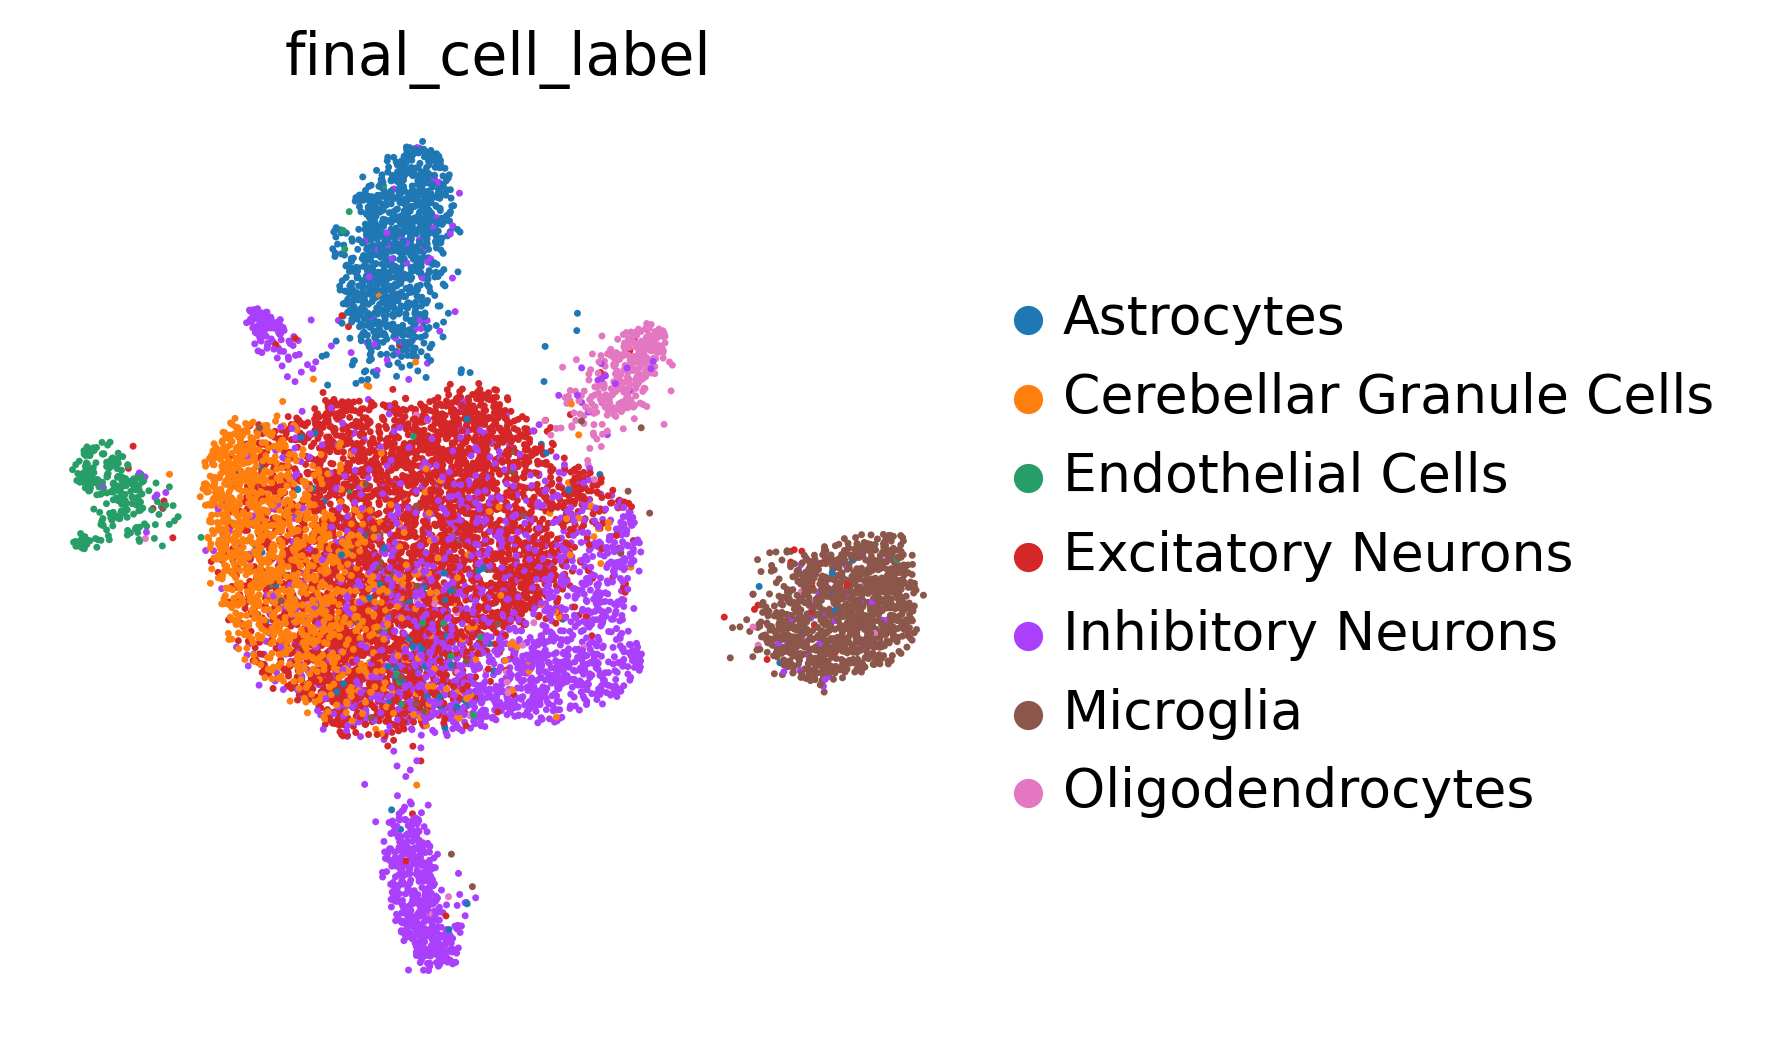 final_cell_label
Astrocytes
Cerebellar Granule Cells
Endothelial Cells
Excitatory Neurons
Inhibitory Neurons
Microglia
Oligodendrocytes